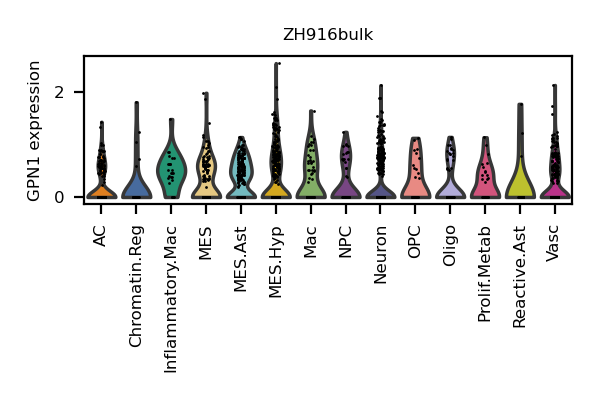 ZH916bulk
GPN1 expression
2
0
AC
Chromatin.Reg
Inflammatory.Mac
MES
MES.Ast
MES.Hyp
Mac
NPC
Neuron
OPC
Oligo
Prolif.Metab
Reactive.Ast
Vasc